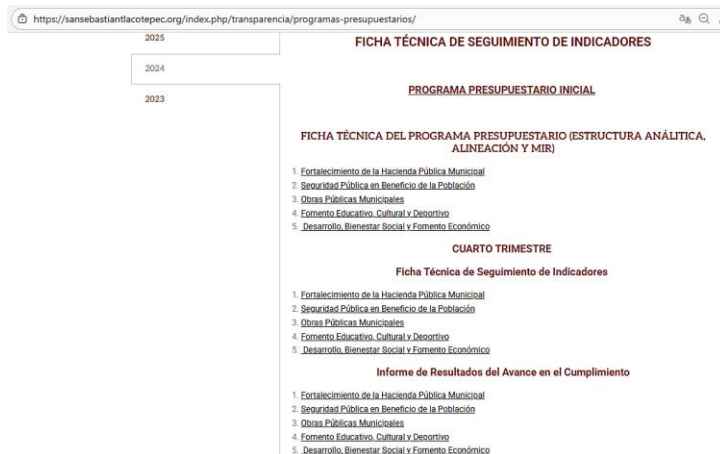 https://sansebastiantlacotepec.org/index.php/transparencia/programas-presupuestarios/
2025
2024
2023
FICHA TÉCNICA DE SEGUIMIENTO DE INDICADORES
PROGRAMA PRESUPUESTARIO INICIAL
FICHA TÉCNICA DEL PROGRAMA PRESUPUESTARIO (ESTRUCTURA ANÁLITICA,
ALINEACIÓN Y MIR)
1. Fortalecimiento de la Hacienda Pública Municipal
2. Seguridad Pública en Beneficio de la Población
3. Obras Públicas Municipales
4. Fomento Educativo, Cultural y Deportivo
5. Desarrollo, Bienestar Social y Fomento Económico
CUARTO TRIMESTRE
Ficha Técnica de Seguimiento de Indicadores
1. Fortalecimiento de la Hacienda Pública Municipal
2. Seguridad Pública en Beneficio de la Población
3. Obras Públicas Municipales
4. Fomento Educativo, Cultural y Deportivo
5. Desarrollo, Bienestar Social y Fomento Económico
Informe de Resultados del Avance en el Cumplimiento
1. Fortalecimiento de la Hacienda Pública Municipal
2. Seguridad Pública en Beneficio de la Población
3. Obras Públicas Municipales
4. Fomento Educativo, Cultural y Deportivo
5. Desarrollo, Bienestar Social y Fomento Económico